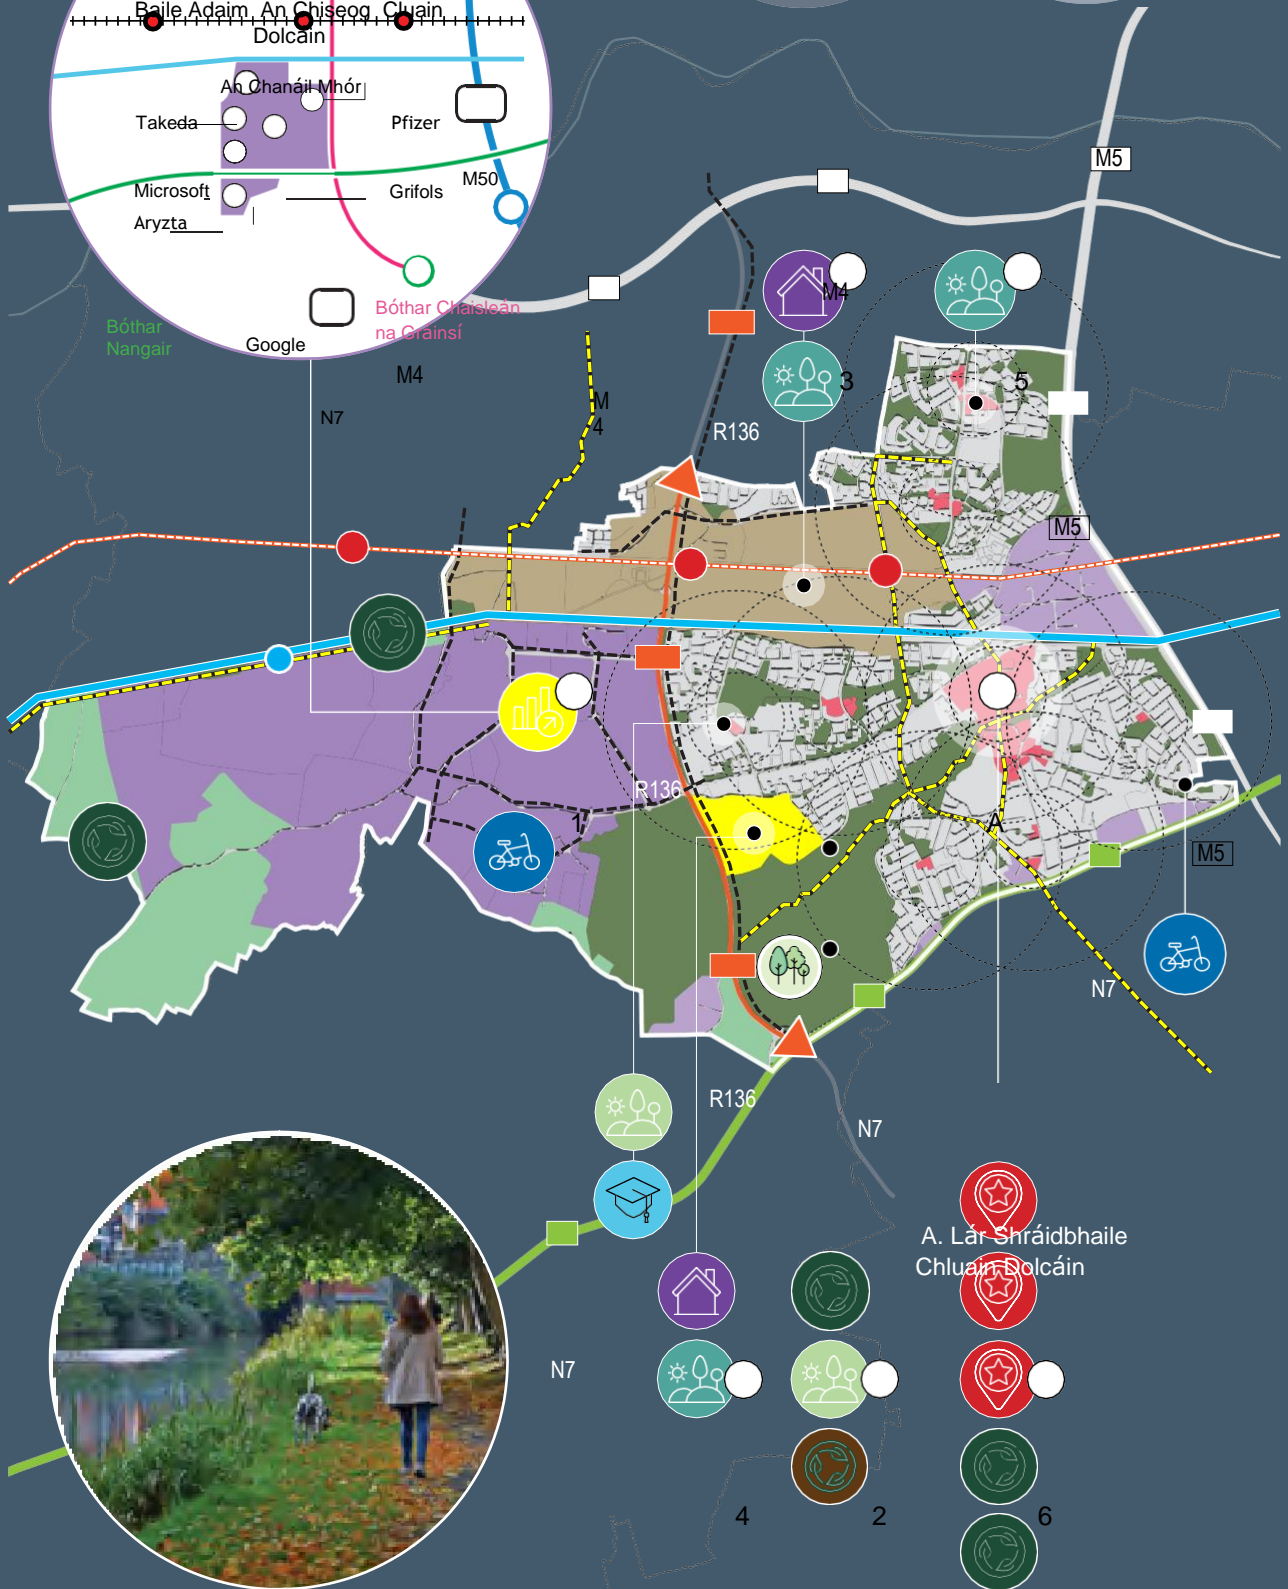 Baile Adaim An Chiseog Cluain
Dolcáin
An Chanáil Mhór
Takeda
Pfizer
Microsoft
Grifols
M50
Aryzta
Bóthar Chaisleán
na Gráinsí
Bóthar
Nangair
Google
M4
N7
M
4
R136
M4
3
5
M5
M5
R136
1
A
M5
N7
R136
N7
A. Lár Shráidbhaile
Chluain Dolcáin
N7
4
2
6